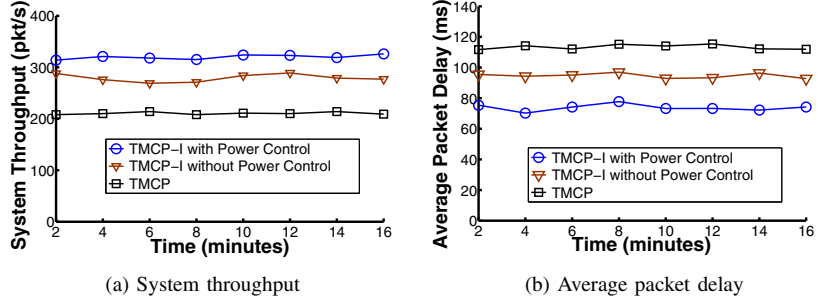 System Throughput (pkt/s)
400
300
200
100
0
TMCP-I with Power Control
TMCP-I without Power Control
TMCP
2 4 6 8 10 12 14 16
Time (minutes)
(a) System throughput
Average Packet Delay (ms)
140
120
100
80
60
40
20
0
TMCP-I with Power Control
TMCP-I without Power Control
TMCP
2 4 6 8 10 12 14 16
Time (minutes)
(b) Average packet delay